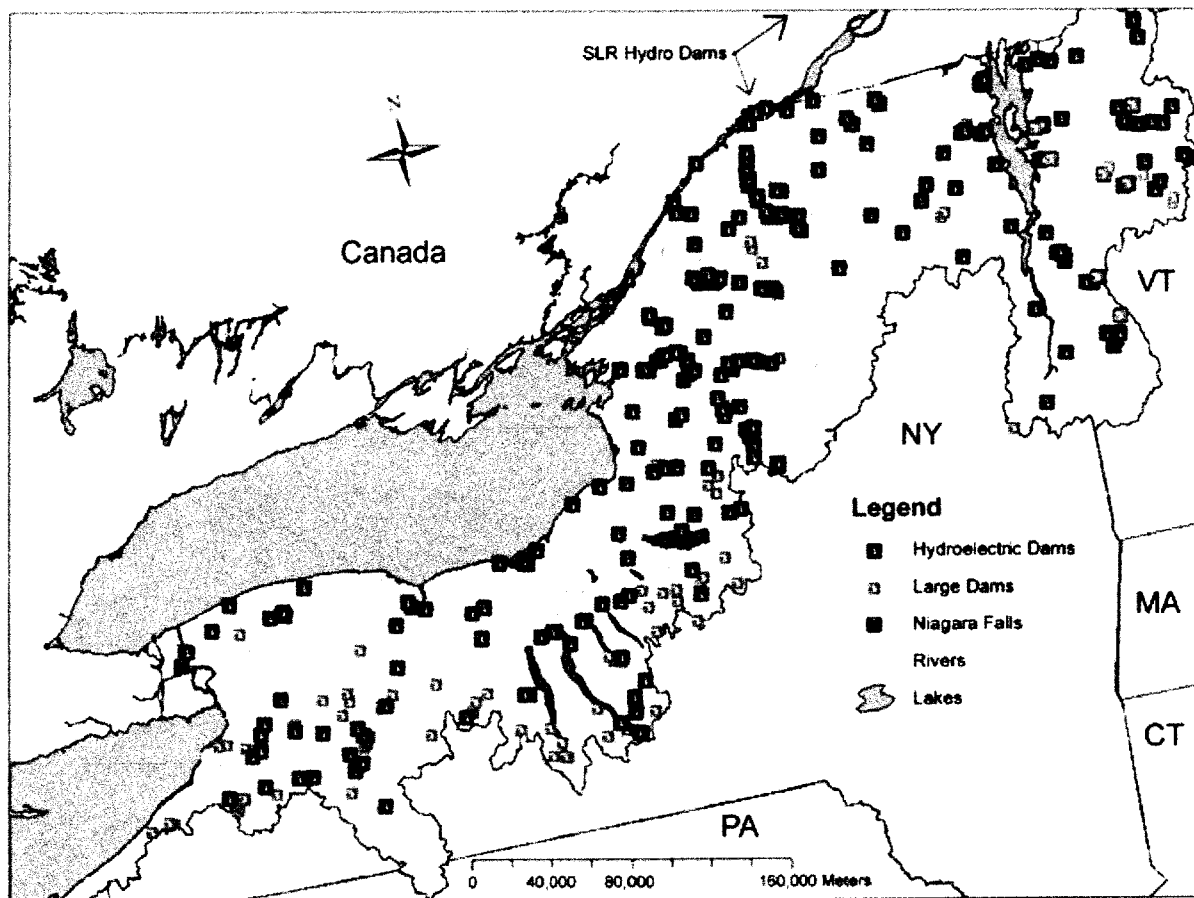 SLR Hydro Dams
N
Canada
VT
NY
Legend
Hydroelectric Dams
Large Dams
Niagara Falls
Rivers
Lakes
MA
CT
PA
0 40,000 80,000 160,000 Meters